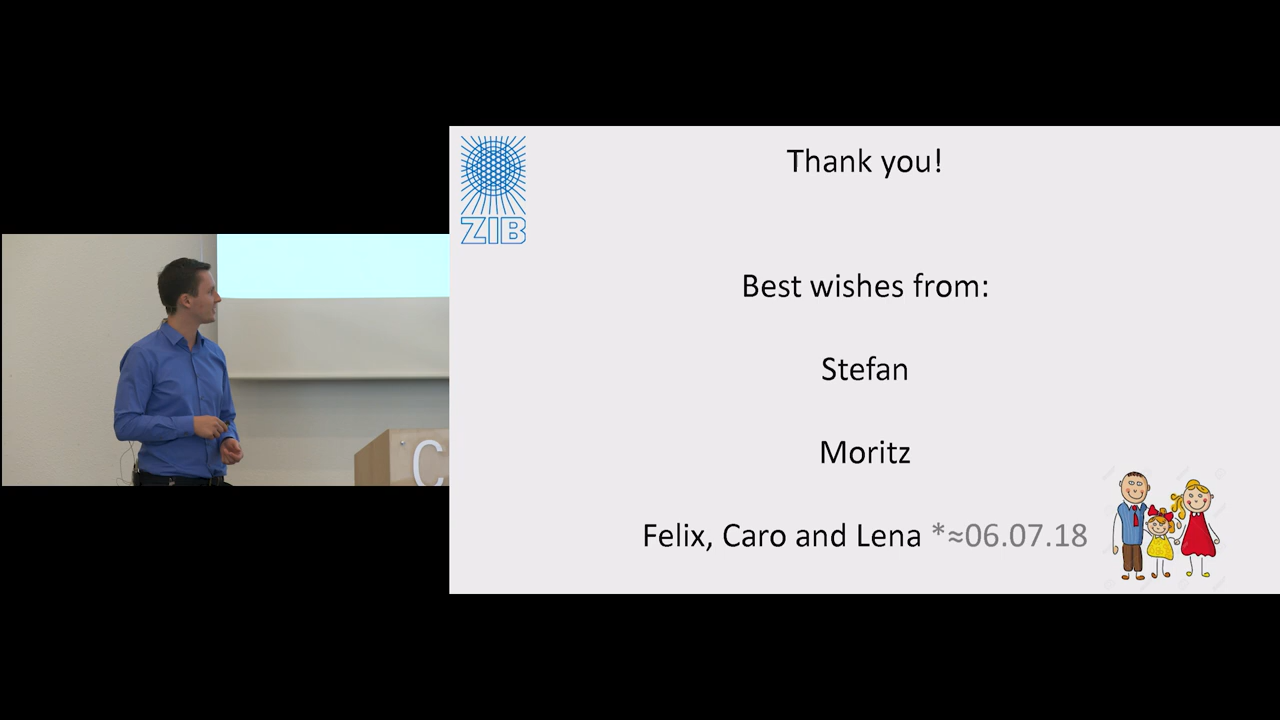 Thank you!
ZIB
Best wishes from:
Stefan
Moritz
C
Felix, Caro and Lena *≈06.07.18